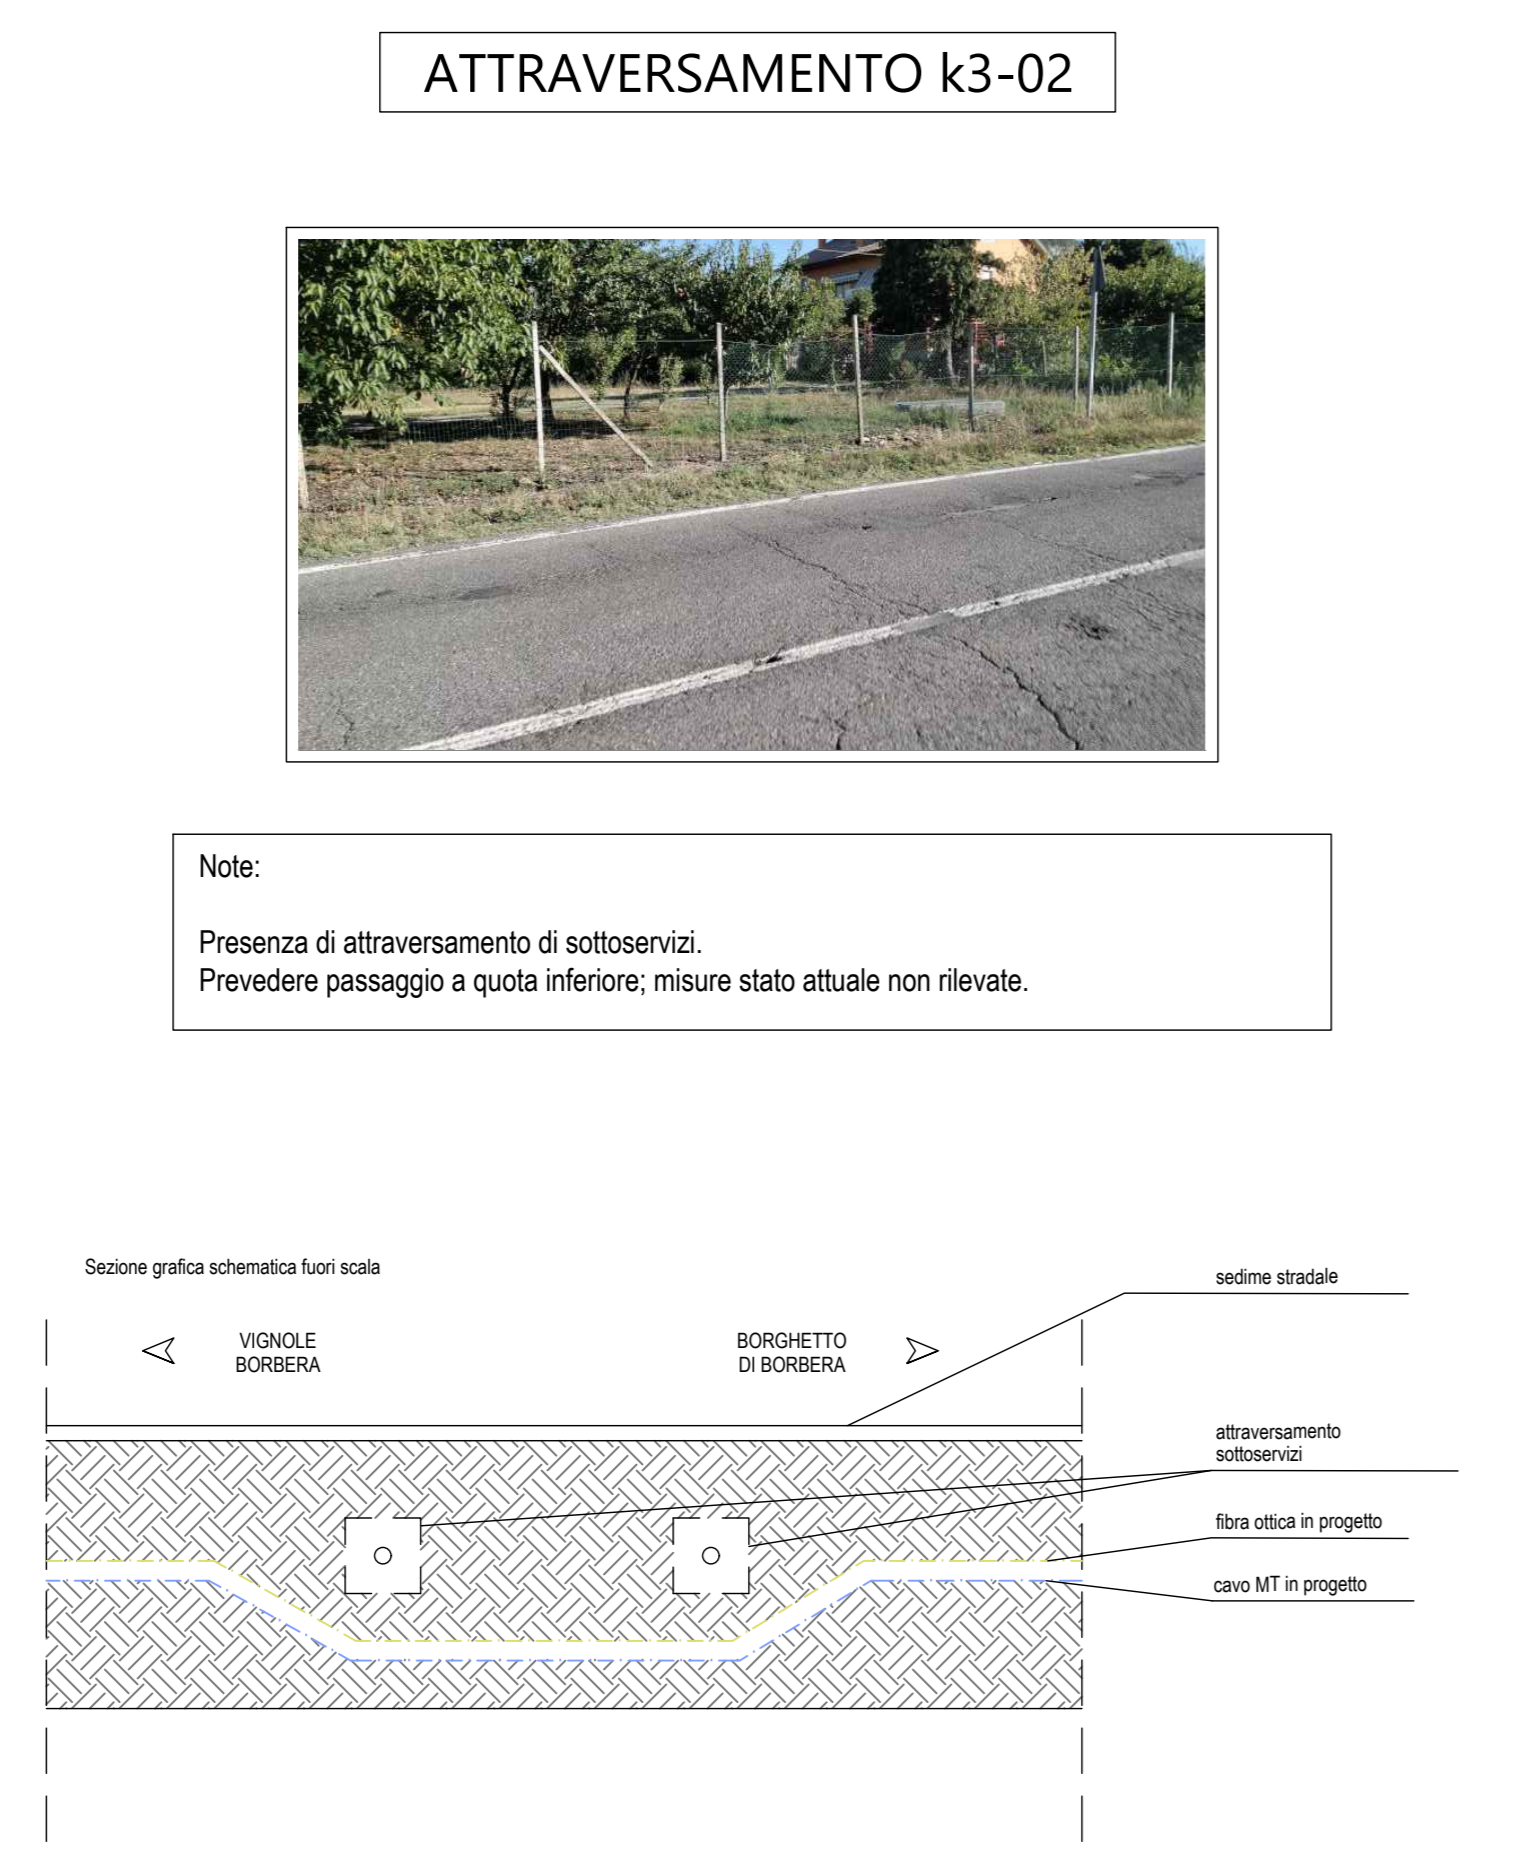 ATTRAVERSAMENTO k3-02
Note:
Presenza di attraversamento di sottoservizi.
Prevedere passaggio a quota inferiore; misure stato attuale non rilevate.
Sezione grafica schematica fuori scala
sedime stradale
VIGNOLE
BORBERA
BORGHETTO
DI BORBERA
attraversamento
sottoservizi
fibra ottica in progetto
cavo MT in progetto